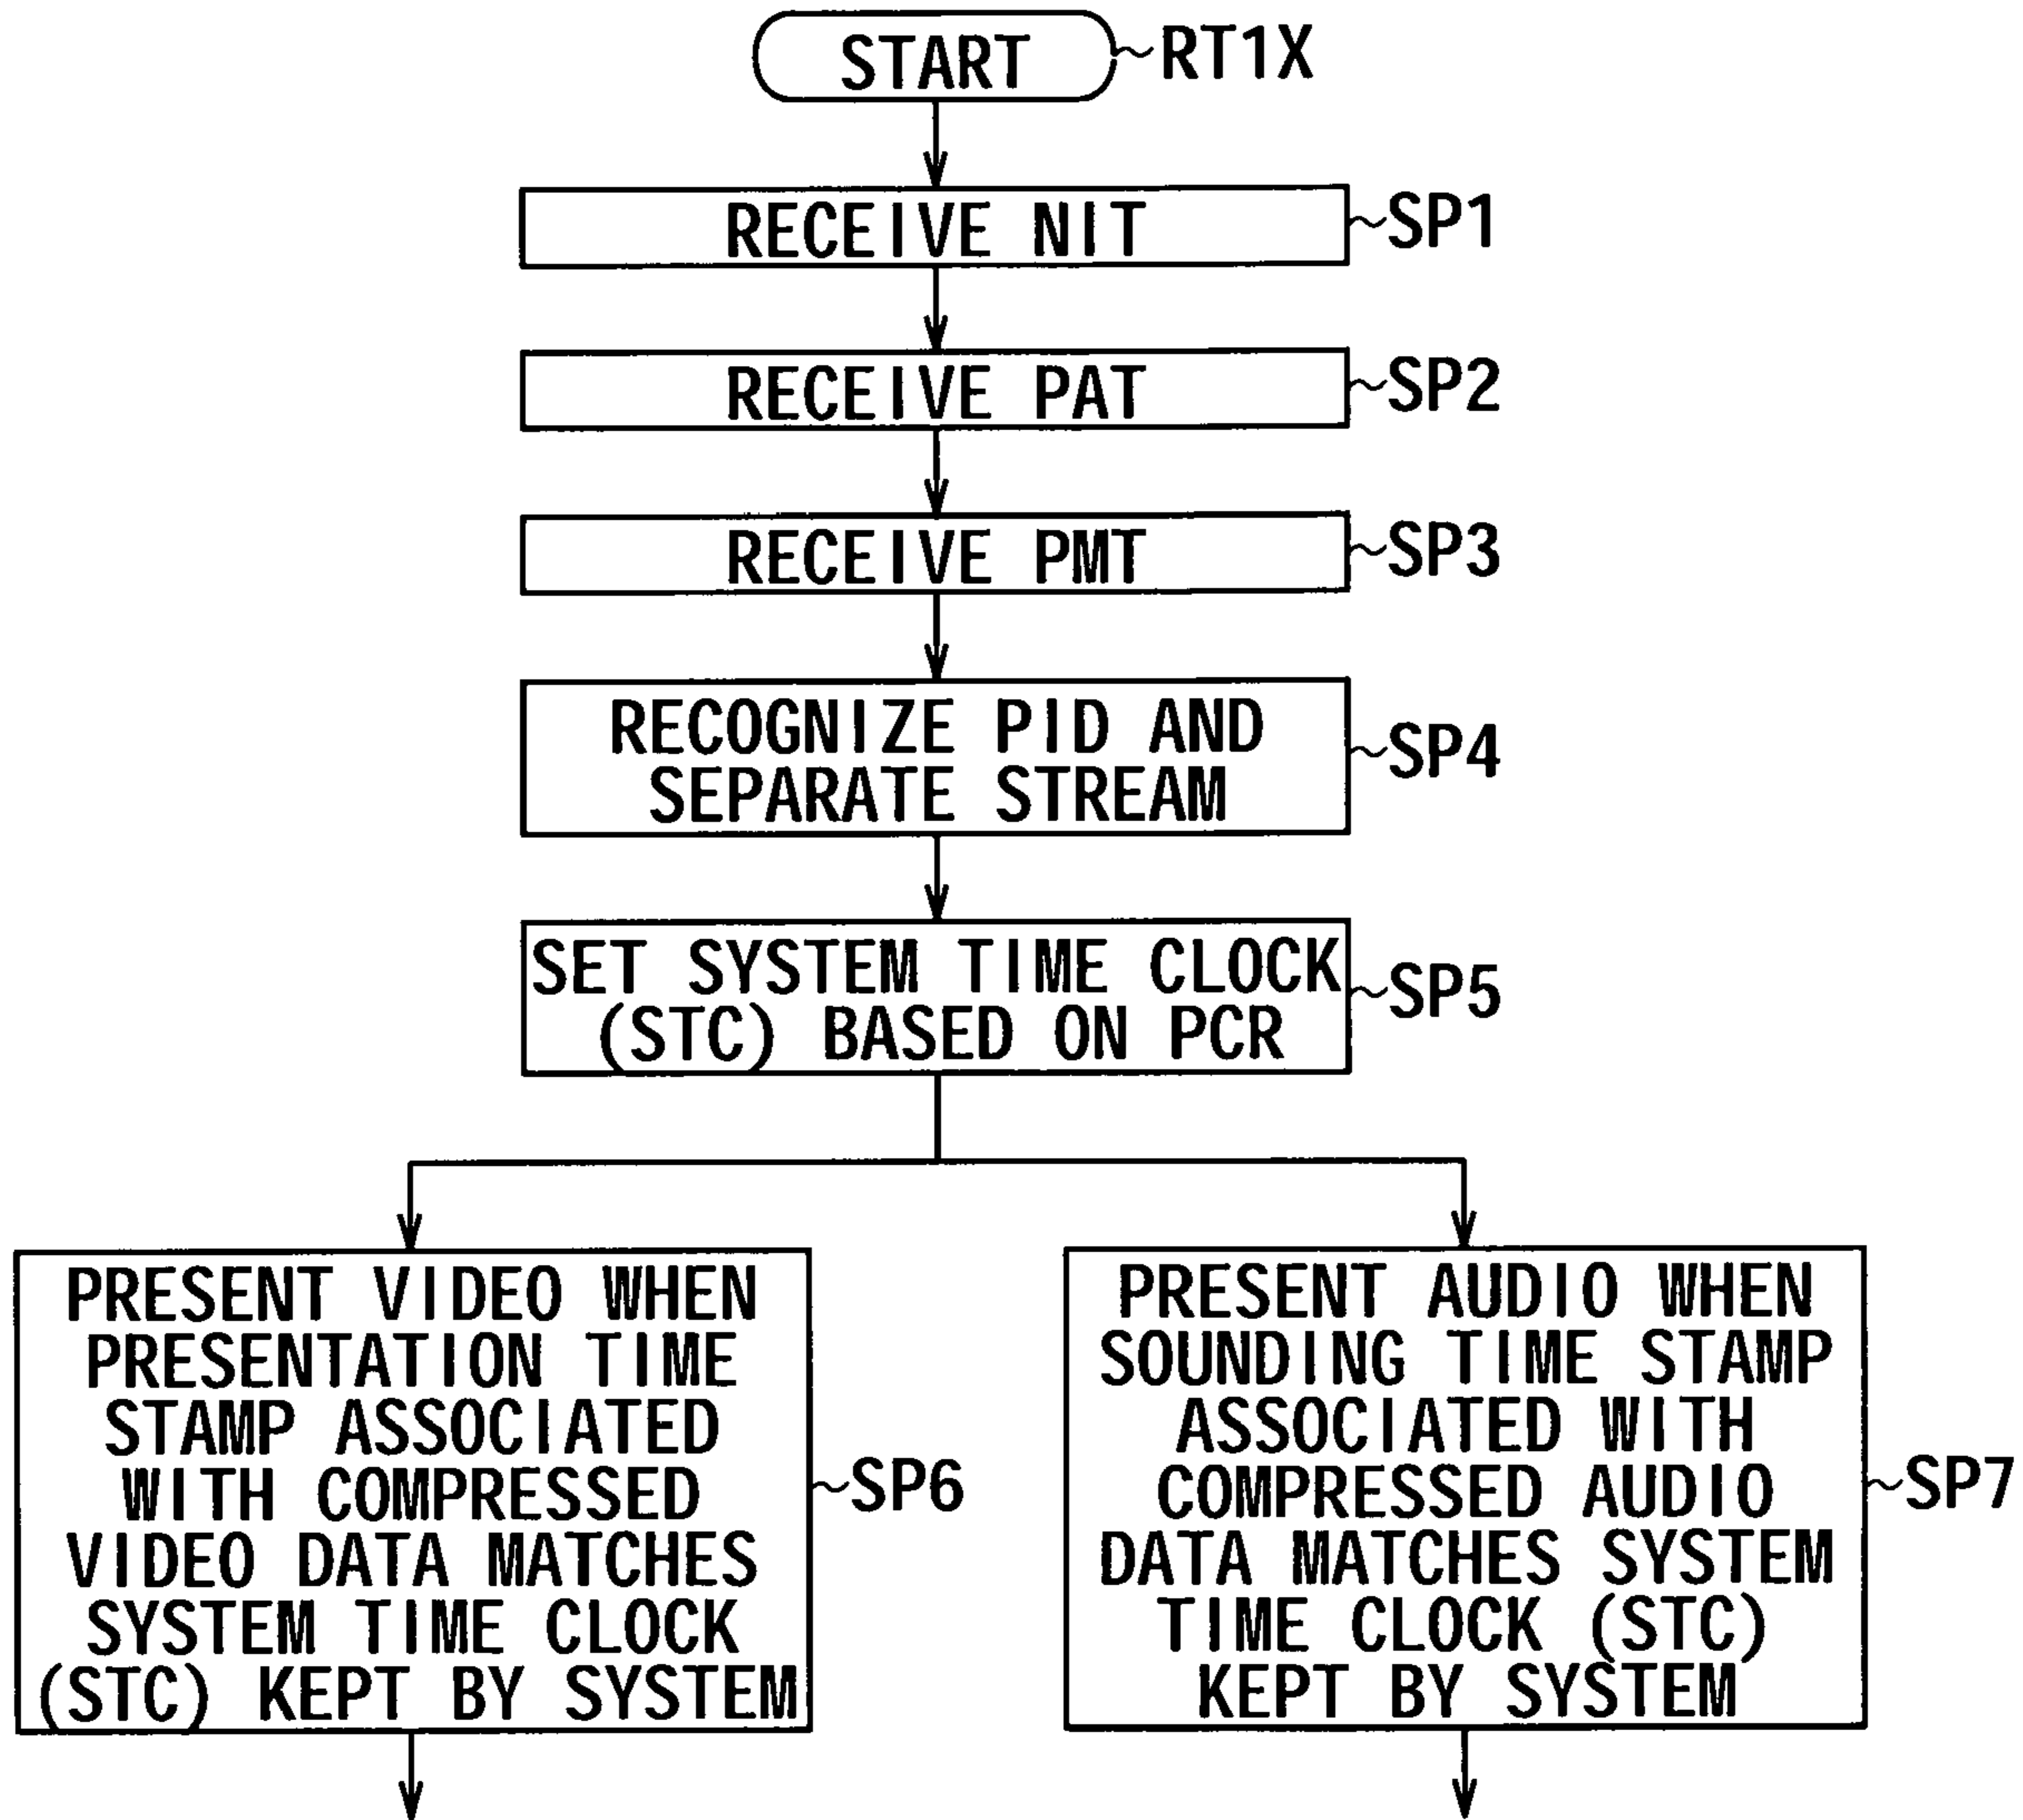 START
RT1X
RECEIVE NIT
SP1
RECEIVE PAT
SP2
RECEIVE PMT
SP3
RECOGNIZE PID AND
SEPARATE STREAM
SP4
SET SYSTEM TIME CLOCK
(STC) BASED ON PCR
SP5
PRESENT VIDEO WHEN
PRESENTATION TIME
STAMP ASSOCIATED
WITH COMPRESSED
VIDEO DATA MATCHES
SYSTEM TIME CLOCK
(STC) KEPT BY SYSTEM
SP6
PRESENT AUDIO WHEN
SOUNDING TIME STAMP
ASSOCIATED WITH
COMPRESSED AUDIO
DATA MATCHES SYSTEM
TIME CLOCK (STC)
KEPT BY SYSTEM
SP7